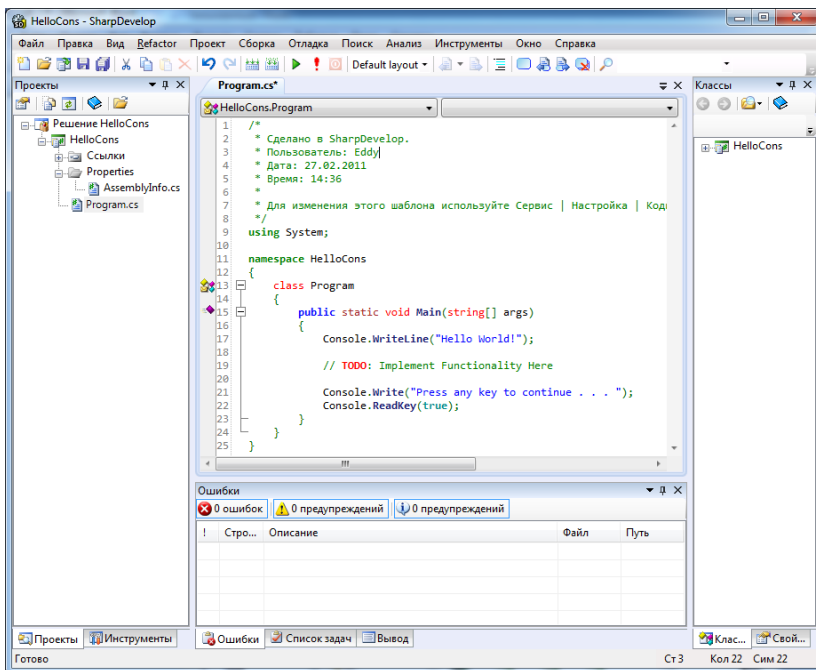 HelloCons - SharpDevelop
Файл Правка Вид Refactor Проект Сборка Отладка Поиск Анализ Инструменты Окно Справка
Default layout
Проекты
Решение HelloCons
HelloCons
Ссылки
Properties
AssemblyInfo.cs
Program.cs
Program.cs*
HelloCons.Program
1 /*
2 * Сделано в SharpDevelop.
3 * Пользователь: Eddy
4 * Дата: 27.02.2011
5 * Время: 14:36
6 *
7 * Для изменения этого шаблона используйте Сервис | Настройка | Код
8 */
9 using System;
10
11 namespace HelloCons
12 {
13 class Program
14 {
15 public static void Main(string[] args)
16 {
17 Console.WriteLine("Hello World!");
18
19 // TODO: Implement Functionality Here
20
21 Console.Write("Press any key to continue . . . ");
22 Console.ReadKey(true);
23 }
24 }
25 }
Классы
HelloCons
Ошибки
0 ошибок 0 предупреждений 0 предупреждений
! Стро... Описание Файл Путь
Проекты Инструменты
Ошибки Список задач Вывод
Клас... Свой...
Готово Ст 3 Кол 22 Сим 22